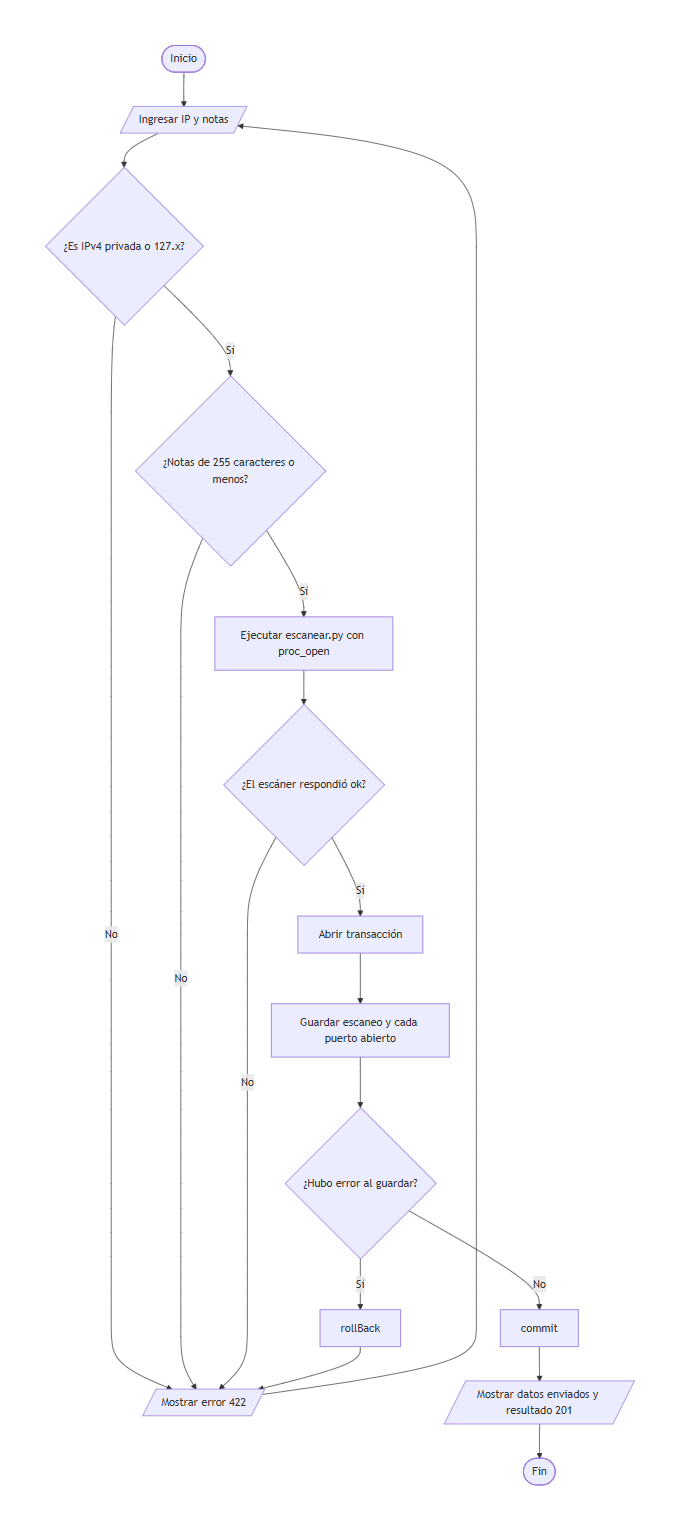 Inicio
Ingresar IP y notas
¿Es IPv4 privada o 127.x?
Sí
¿Notas de 255 caracteres o
menos?
Sí
Ejecutar escanear.py con
proc_open
¿El escáner respondió ok?
Sí
No
Abrir transacción
No
Guardar escaneo y cada
puerto abierto
No
¿Hubo error al guardar?
Sí
No
rollBack
commit
Mostrar error 422
Mostrar datos enviados y
resultado 201
Fin